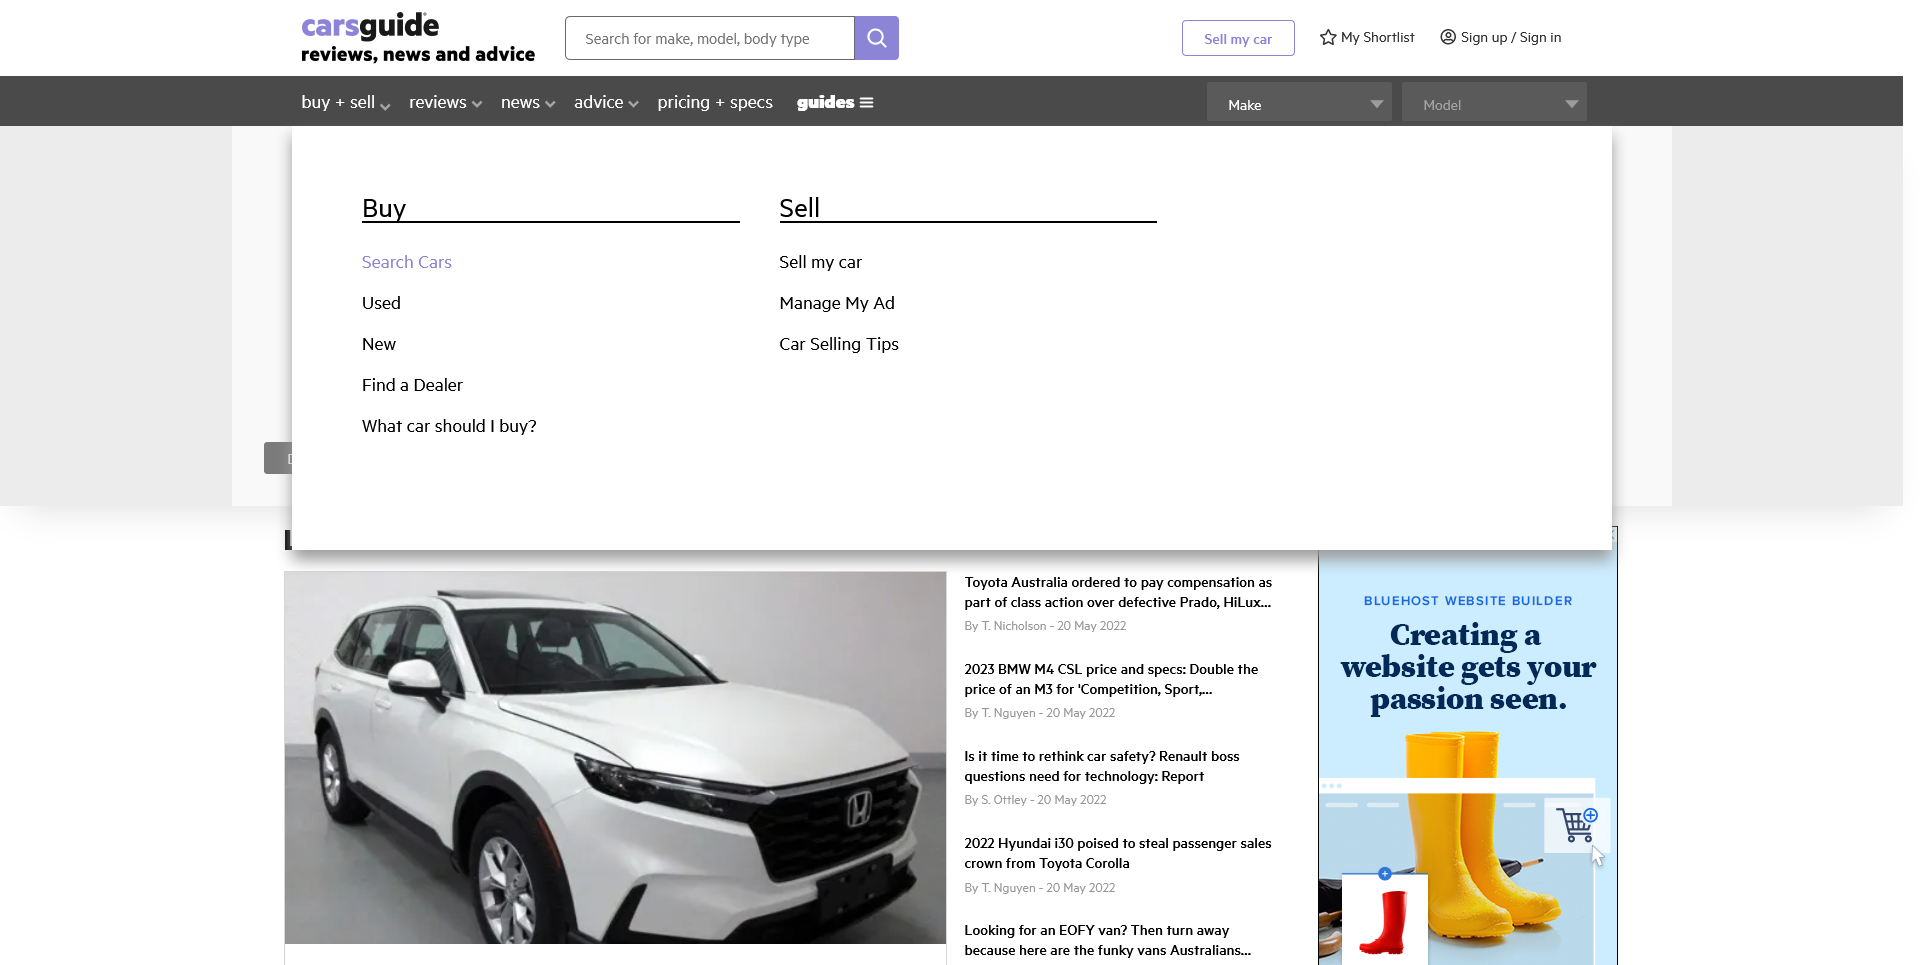 carsguide
reviews, news and advice
Search for make, model, body type
Sell my car
My Shortlist
Sign up / Sign in
buy + sell
reviews
news
advice
pricing + specs
guides
Make
Model
Buy
Search Cars
Used
New
Find a Dealer
What car should I buy?
Sell
Sell my car
Manage My Ad
Car Selling Tips
Toyota Australia ordered to pay compensation as
part of class action over defective Prado, HiLux...
By T. Nicholson - 20 May 2022
2023 BMW M4 CSL price and specs: Double the
price of an M3 for 'Competition, Sport,...
By T. Nguyen - 20 May 2022
Is it time to rethink car safety? Renault boss
questions need for technology: Report
By S. Ottley - 20 May 2022
2022 Hyundai i30 poised to steal passenger sales
crown from Toyota Corolla
By T. Nguyen - 20 May 2022
Looking for an EOFY van? Then turn away
because here are the funky vans Australians...
BLUEHOST WEBSITE BUILDER
Creating a
website gets your
passion seen.